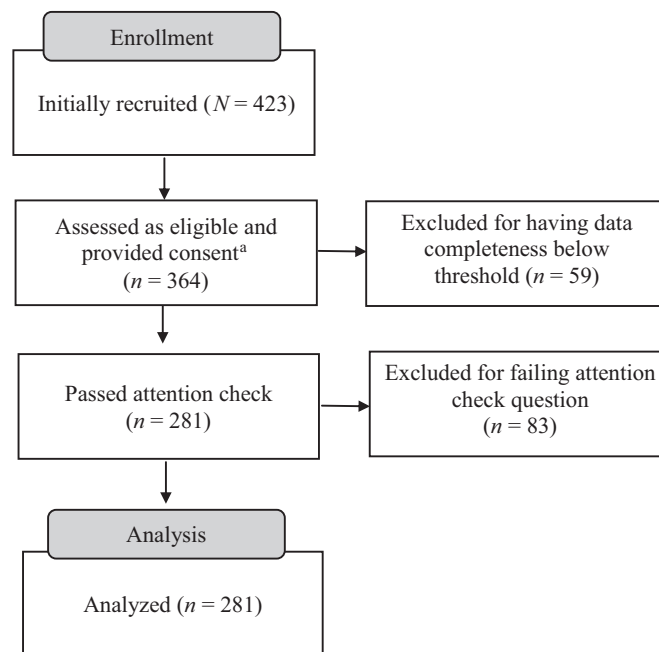 Enrollment
Initially recruited (N = 423)
Assessed as eligible and
provided consentᵃ
(n = 364)
Excluded for having data
completeness below
threshold (n = 59)
Passed attention check
(n = 281)
Excluded for failing attention
check question
(n = 83)
Analysis
Analyzed (n = 281)